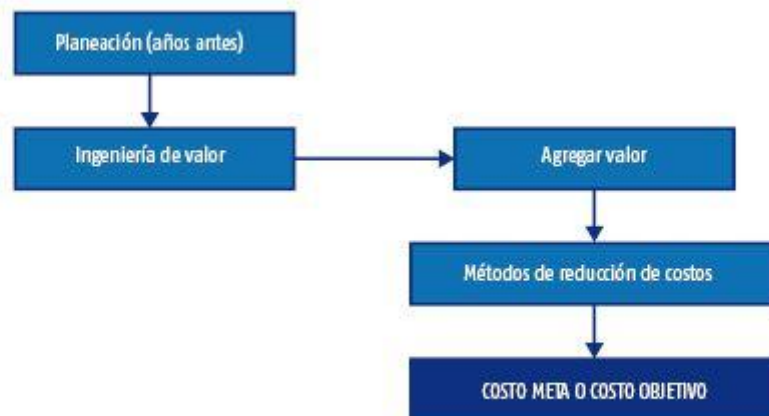 Planeación (años antes)
Ingeniería de valor
Agregar valor
Métodos de reducción de costos
COSTO META O COSTO OBJETIVO